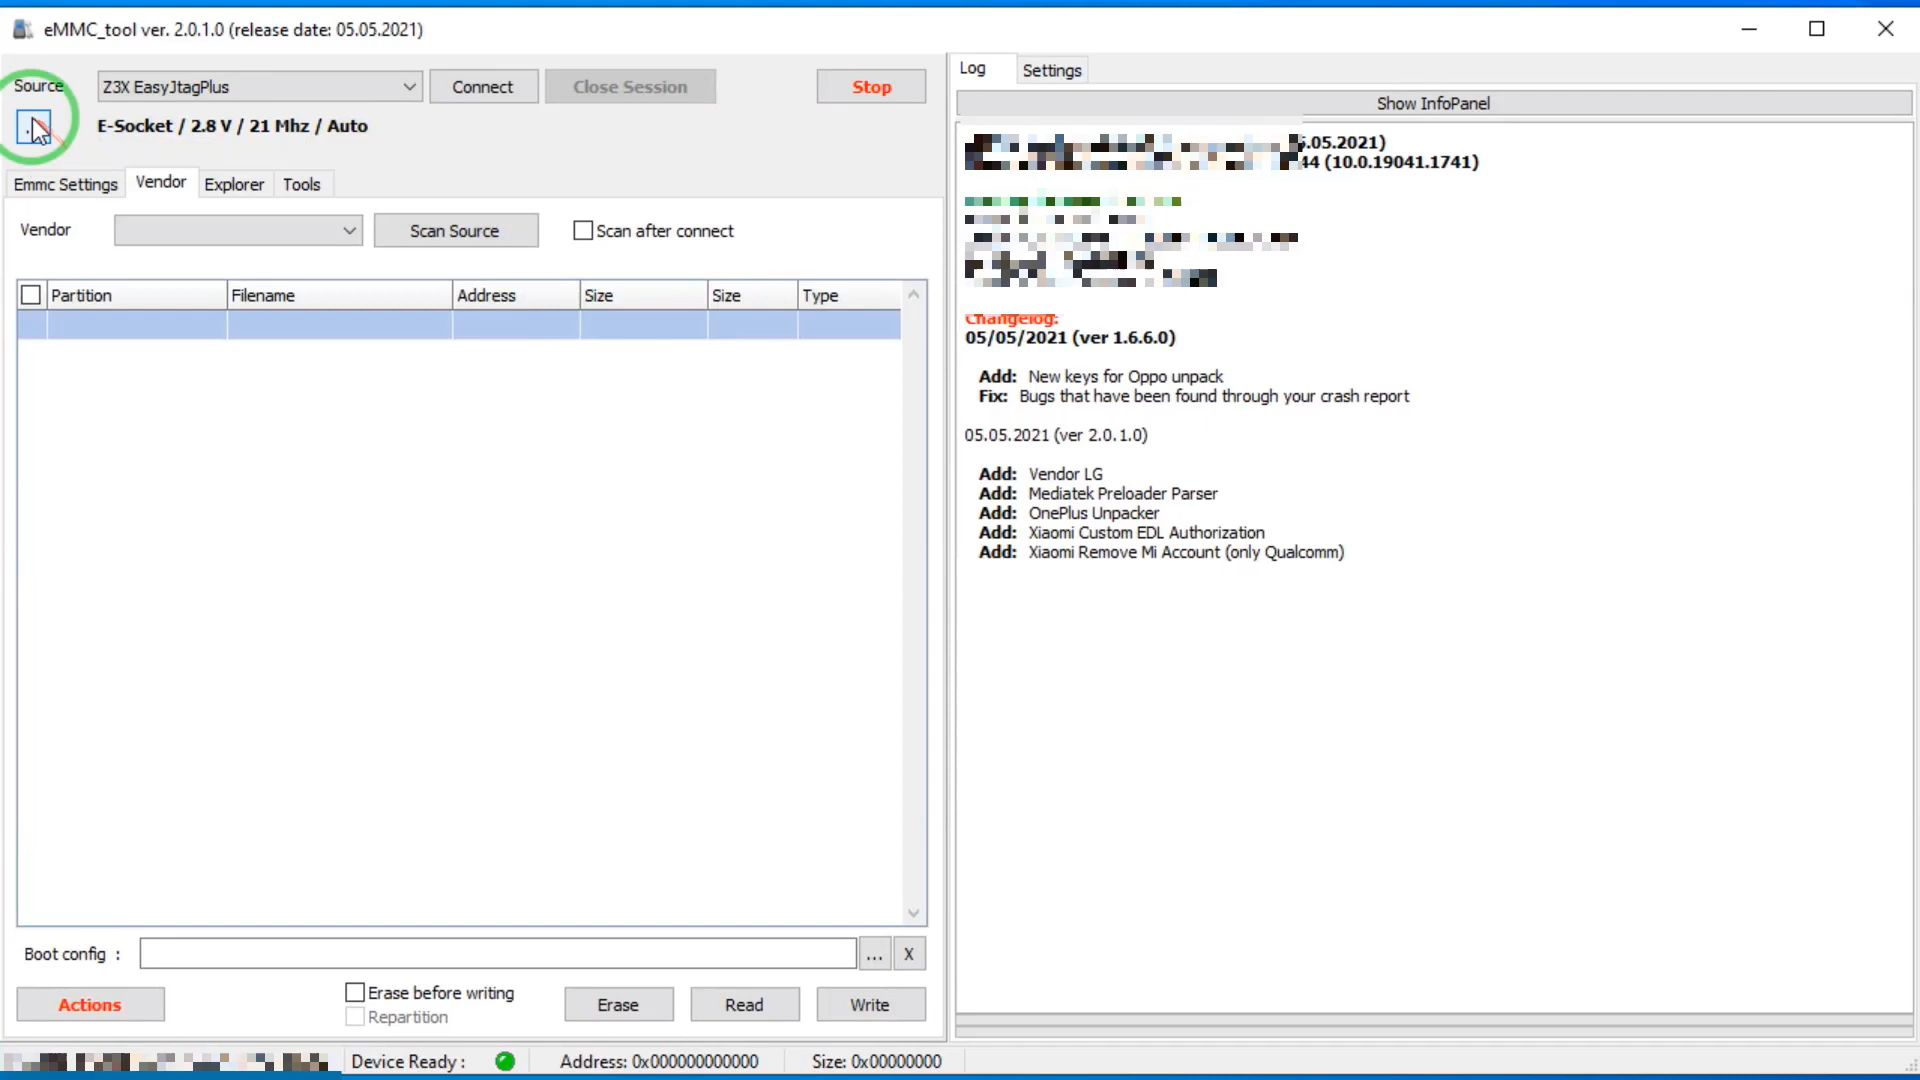 eMMC_tool ver. 2.0.1.0 (release date: 05.05.2021)
Source
Z3X EasyJtagPlus
Connect
Close Session
Stop
E-Socket / 2.8 V / 21 Mhz / Auto
Emmc Settings
Vendor
Explorer
Tools
Vendor
Scan Source
Scan after connect
Partition
Filename
Address
Size
Size
Type
Boot config :
...
X
Actions
Erase before writing
Repartition
Erase
Read
Write
Device Ready :
Address: 0x000000000000
Size: 0x00000000
Log
Settings
Show InfoPanel
.05.2021)
44 (10.0.19041.1741)
Changelog:
05/05/2021 (ver 1.6.6.0)
Add: New keys for Oppo unpack
Fix: Bugs that have been found through your crash report
05.05.2021 (ver 2.0.1.0)
Add: Vendor LG
Add: Mediatek Preloader Parser
Add: OnePlus Unpacker
Add: Xiaomi Custom EDL Authorization
Add: Xiaomi Remove Mi Account (only Qualcomm)